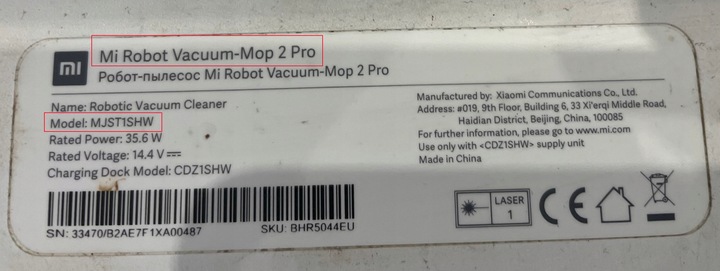 mi
Mi Robot Vacuum-Mop 2 Pro
Робот-пылесос Mi Robot Vacuum-Mop 2 Pro
Name: Robotic Vacuum Cleaner
Model: MJST1SHW
Rated Power: 35.6 W
Rated Voltage: 14.4 V⎓
Charging Dock Model: CDZ1SHW
Manufactured by: Xiaomi Communications Co., Ltd.
Address: #019, 9th Floor, Building 6, 33 Xi'erqi Middle Road,
Haidian District, Beijing, China, 100085
For further information, please go to www.mi.com
Use only with <CDZ1SHW> supply unit
Made in China
SN: 33470/B2AE7F1XA00487
SKU: BHR5044EU
LASER
1
CE